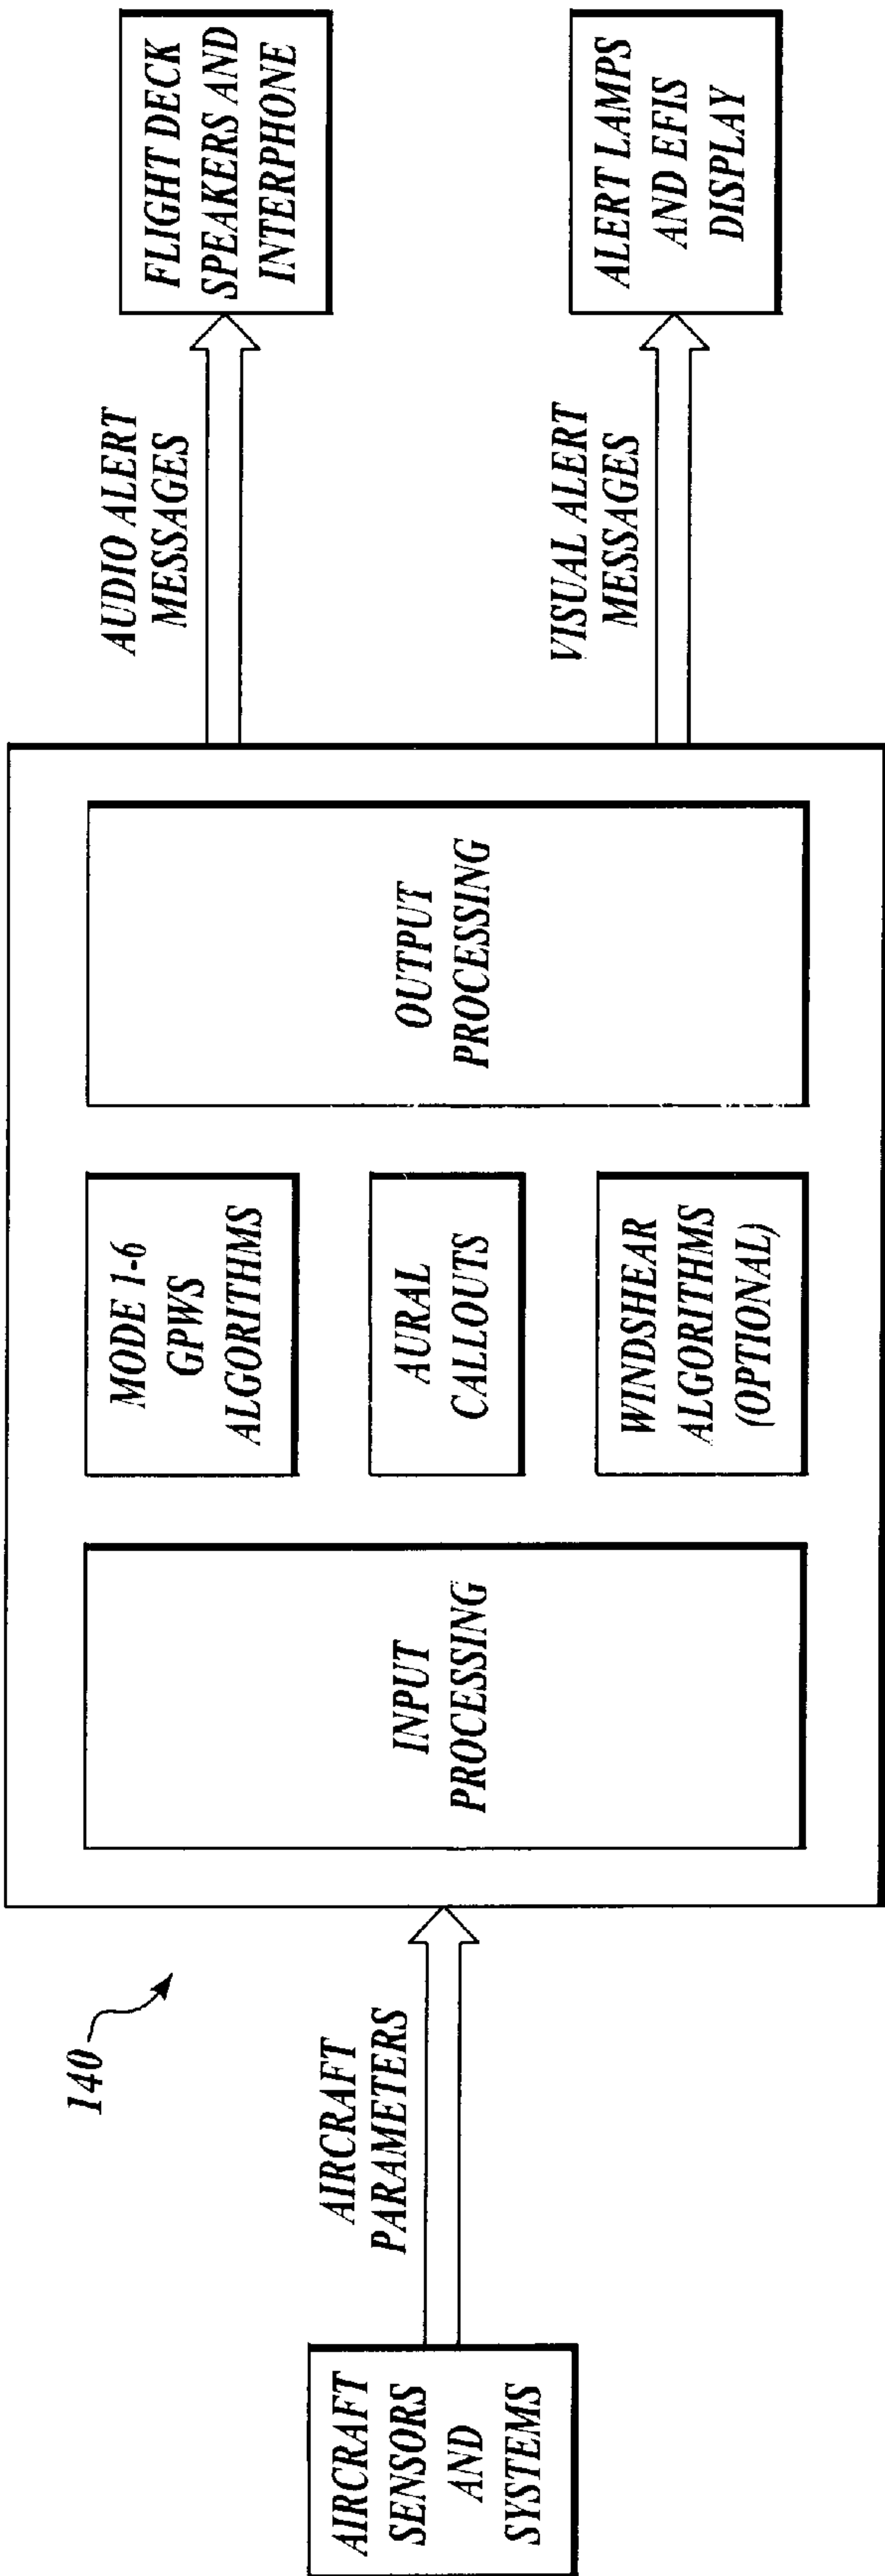 140
AIRCRAFT
SENSORS
AND
SYSTEMS
AIRCRAFT
PARAMETERS
INPUT
PROCESSING
MODE 1-6
GPWS
ALGORITHMS
AURAL
CALLOUTS
WINDSHEAR
ALGORITHMS
(OPTIONAL)
OUTPUT
PROCESSING
AUDIO ALERT
MESSAGES
VISUAL ALERT
MESSAGES
FLIGHT DECK
SPEAKERS AND
INTERPHONE
ALERT LAMPS
AND EFIS
DISPLAY